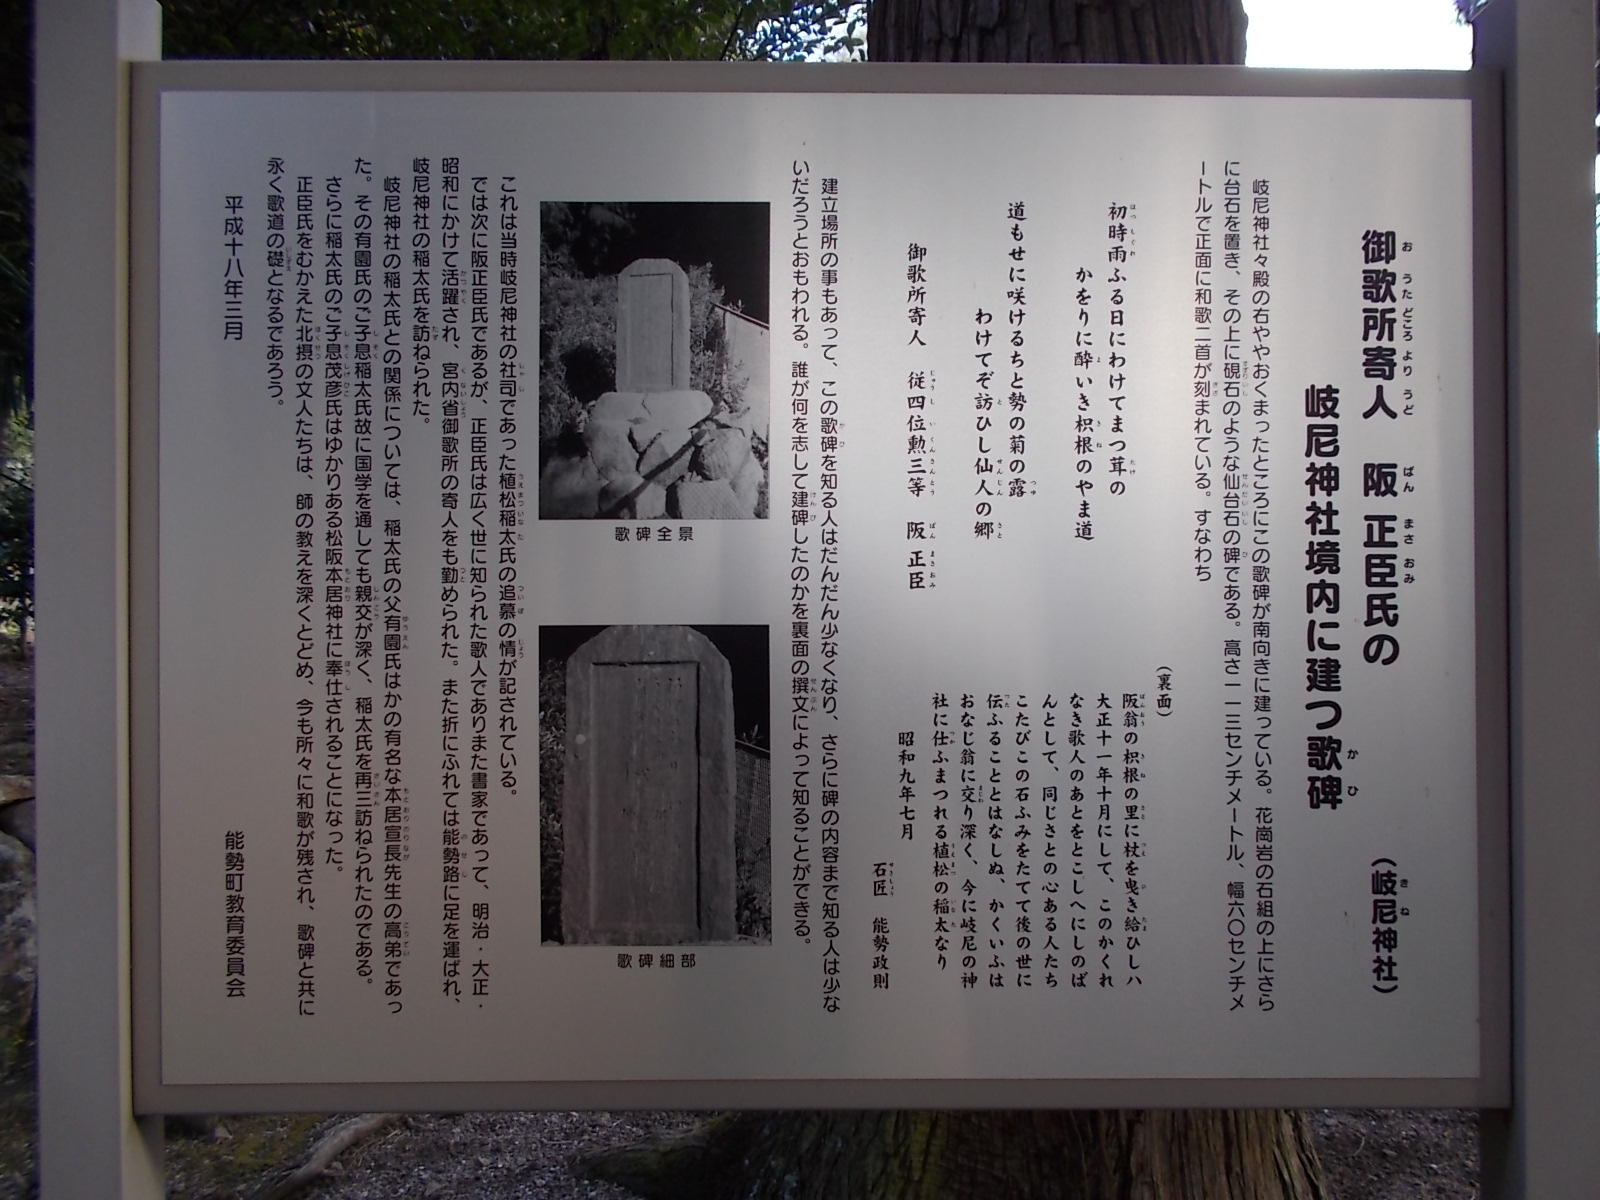 御歌所寄人　阪　正臣氏の
岐尼神社境内に建つ歌碑　（岐尼神社）
岐尼神社々殿の右ややおくまったところにこの歌碑が南向きに建っている。花崗岩の石組の上にさら
に台石を置き、その上に硯石のような仙台石の碑である。高さ一一三センチメートル、幅六〇センチメ
ートルで正面に和歌二首が刻まれている。すなわち
初時雨ふる日にわけてまつ茸の
かをりに酔いき枳根のやま道
道もせに咲けるちと勢の菊の露
わけてぞ訪ひし仙人の郷
御歌所寄人　従四位勲三等　阪　正臣
（裏面）
阪翁の枳根の里に杖を曳き給ひしハ
大正十一年十月にして、このかくれ
なき歌人のあとをとこしへにしのば
んとして、同じさとの心ある人たち
こたびこの石ふみをたてて後の世に
伝ふることとはなしぬ、かくいふは
おなじ翁に交り深く、今に岐尼の神
社に仕ふまつれる植松の稲太なり
昭和九年七月
石匠　能勢政則
建立場所の事もあって、この歌碑を知る人はだんだん少なくなり、さらに碑の内容まで知る人は少な
いだろうとおもわれる。誰が何を志して建碑したのかを裏面の撰文によって知ることができる。
歌碑全景
歌碑細部
これは当時岐尼神社の社司であった植松稲太氏の追慕の情が記されている。
では次に阪正臣氏であるが、正臣氏は広く世に知られた歌人でありまた書家であって、明治・大正・
昭和にかけて活躍され、宮内省御歌所の寄人をも勤められた。また折にふれては能勢路に足を運ばれ、
岐尼神社の稲太氏を訪ねられた。
岐尼神社の稲太氏との関係については、稲太氏の父有園氏はかの有名な本居宣長先生の高弟であっ
た。その有園氏のご子息稲太氏故に国学を通しても親交が深く、稲太氏を再三訪ねられたのである。
さらに稲太氏のご子息茂彦氏はゆかりある松阪本居神社に奉仕されることになった。
正臣氏をむかえた北摂の文人たちは、師の教えを深くとどめ、今も所々に和歌が残され、歌碑と共に
永く歌道の礎となるであろう。
平成十八年三月
能勢町教育委員会